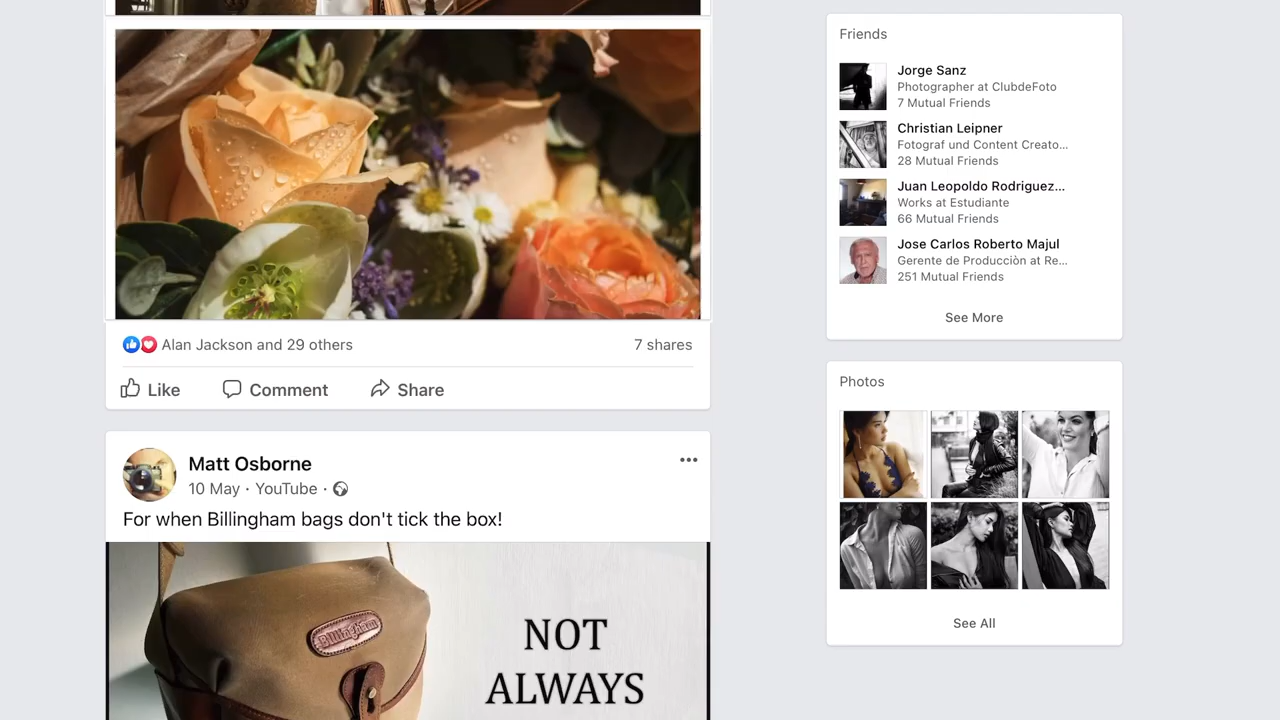 Alan Jackson and 29 others
7 shares
Like
Comment
Share
Matt Osborne
10 May · YouTube ·
For when Billingham bags don't tick the box!
Billingham
NOT
ALWAYS
Friends
Jorge Sanz
Photographer at ClubdeFoto
7 Mutual Friends
Christian Leipner
Fotograf und Content Creato...
28 Mutual Friends
Juan Leopoldo Rodriguez...
Works at Estudiante
66 Mutual Friends
Jose Carlos Roberto Majul
Gerente de Producciòn at Re...
251 Mutual Friends
See More
Photos
See All